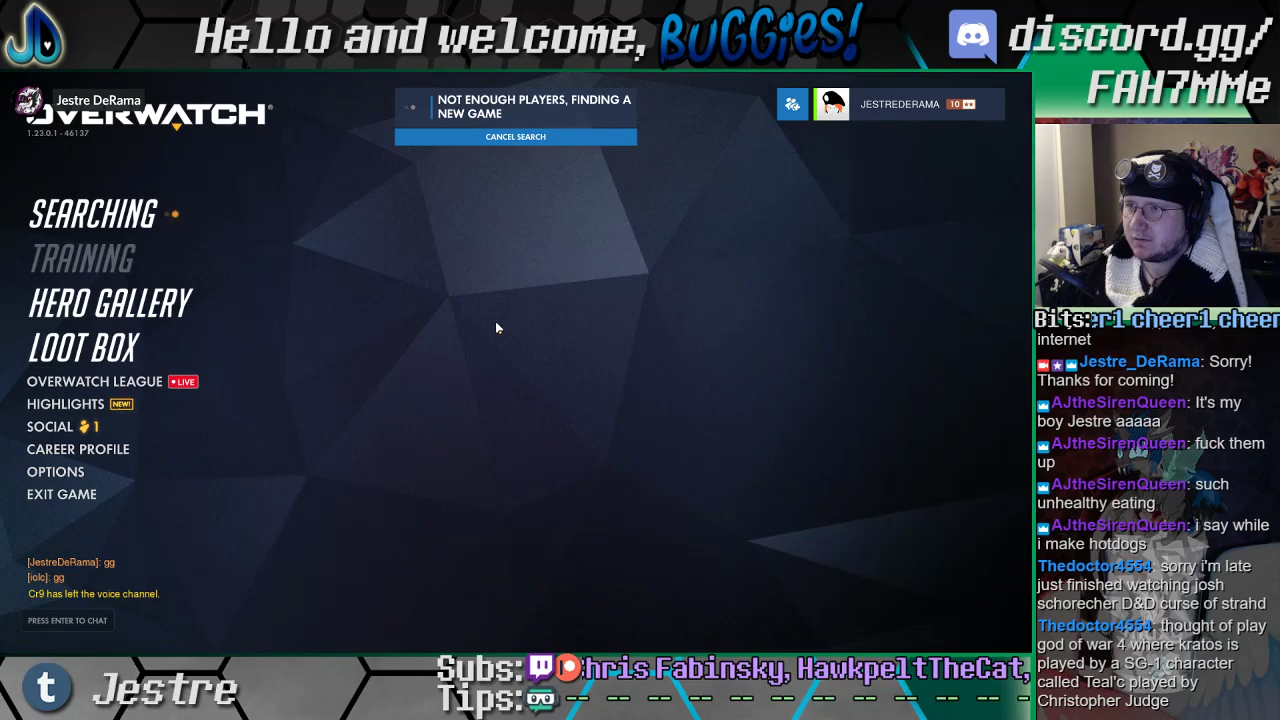 JD
Hello and welcome, BUGGiES!
discord.gg/
FAH7MMe
Jestre DeRama
OVERWATCH
1.23.0.1 - 46137
NOT ENOUGH PLAYERS, FINDING A
NEW GAME
CANCEL SEARCH
JESTREDERAMA 10
SEARCHING
TRAINING
HERO GALLERY
LOOT BOX
OVERWATCH LEAGUE LIVE
HIGHLIGHTS NEW!
SOCIAL 1
CAREER PROFILE
OPTIONS
EXIT GAME
[JestreDeRama]: gg
[iolc]: gg
Cr9 has left the voice channel.
PRESS ENTER TO CHAT
Bits:er1 cheer1 cheer
internet
Jestre_DeRama: Sorry!
Thanks for coming!
AJtheSirenQueen: It's my
boy Jestre aaaaa
AJtheSirenQueen: fuck them
up
AJtheSirenQueen: such
unhealthy eating
AJtheSirenQueen: i say while
i make hotdogs
Thedoctor4554: sorry i'm late
just finished watching josh
schorecher D&D curse of strahd
Thedoctor4554: thought of play
god of war 4 where kratos is
played by a SG-1 character
called Teal'c played by
Christopher Judge
t Jestre
Subs: hris Fabinsky, HawkpeltTheCat,
Tips: -- -- -- -- -- -- -- -- -- -- -- --